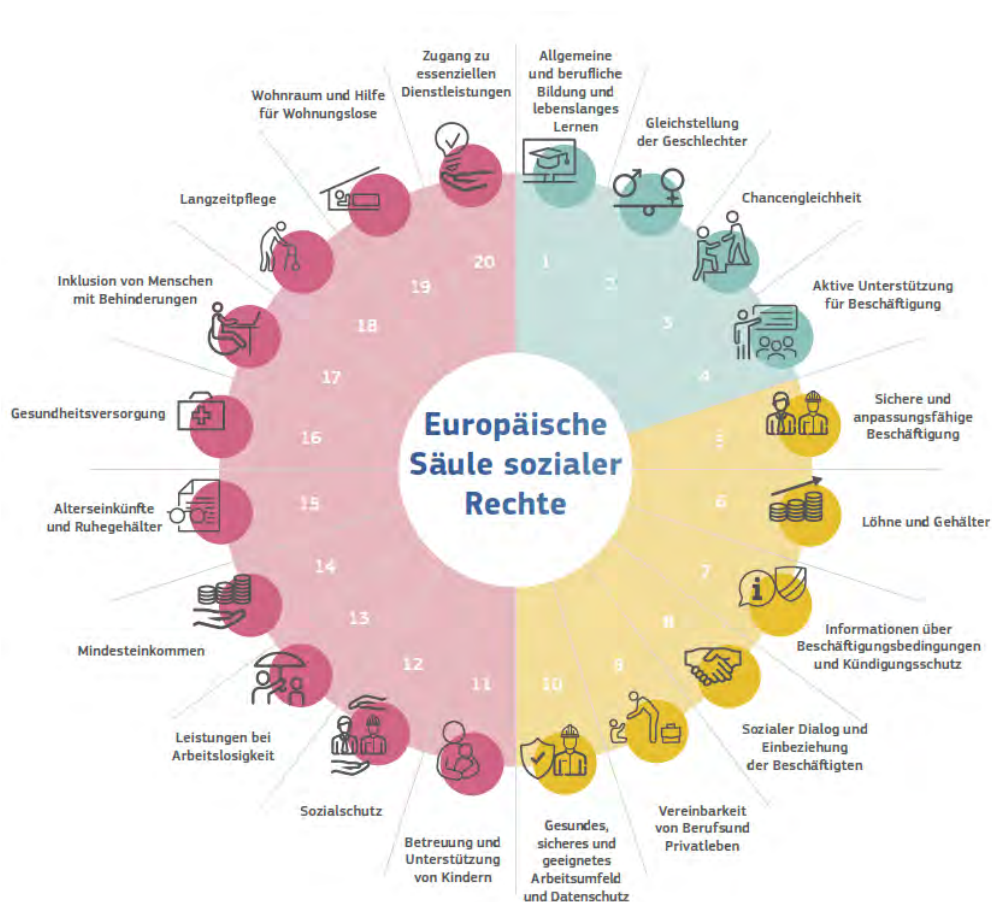 Zugang zu
essenziellen
Dienstleistungen
Allgemeine
und berufliche
Bildung und
lebenslanges
Lernen
Wohnraum und Hilfe
für Wohnungslose
Gleichstellung
der Geschlechter
Langzeitpflege
Chancengleichheit
Inklusion von Menschen
mit Behinderungen
Aktive Unterstützung
für Beschäftigung
Gesundheitsversorgung
Sichere und
anpassungsfähige
Beschäftigung
Alterseinkünfte
und Ruhegehälter
Löhne und Gehälter
Mindesteinkommen
Informationen über
Beschäftigungsbedingungen
und Kündigungsschutz
Leistungen bei
Arbeitslosigkeit
Sozialer Dialog und
Einbeziehung
der Beschäftigten
Sozialschutz
Vereinbarkeit
von Berufsund
Privatleben
Betreuung und
Unterstützung
von Kindern
Gesundes,
sicheres und
geeignetes
Arbeitsumfeld
und Datenschutz
Europäische
Säule sozialer
Rechte
1
2
3
4
5
6
7
8
9
10
11
12
13
14
15
16
17
18
19
20
i